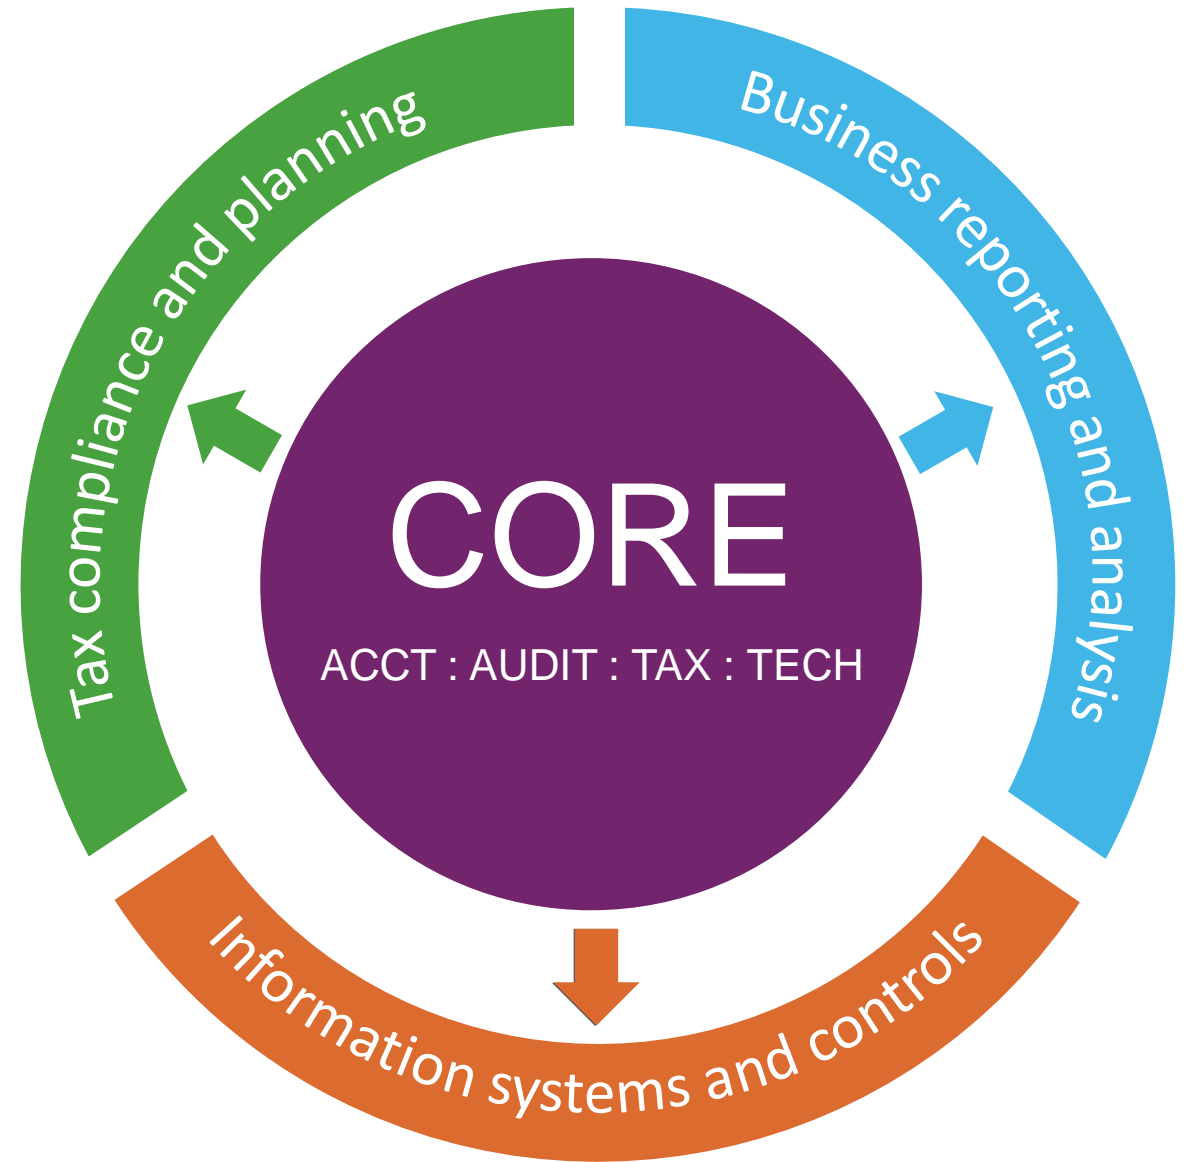 Tax compliance and planning
Business reporting and analysis
CORE
ACCT : AUDIT : TAX : TECH
Information systems and controls